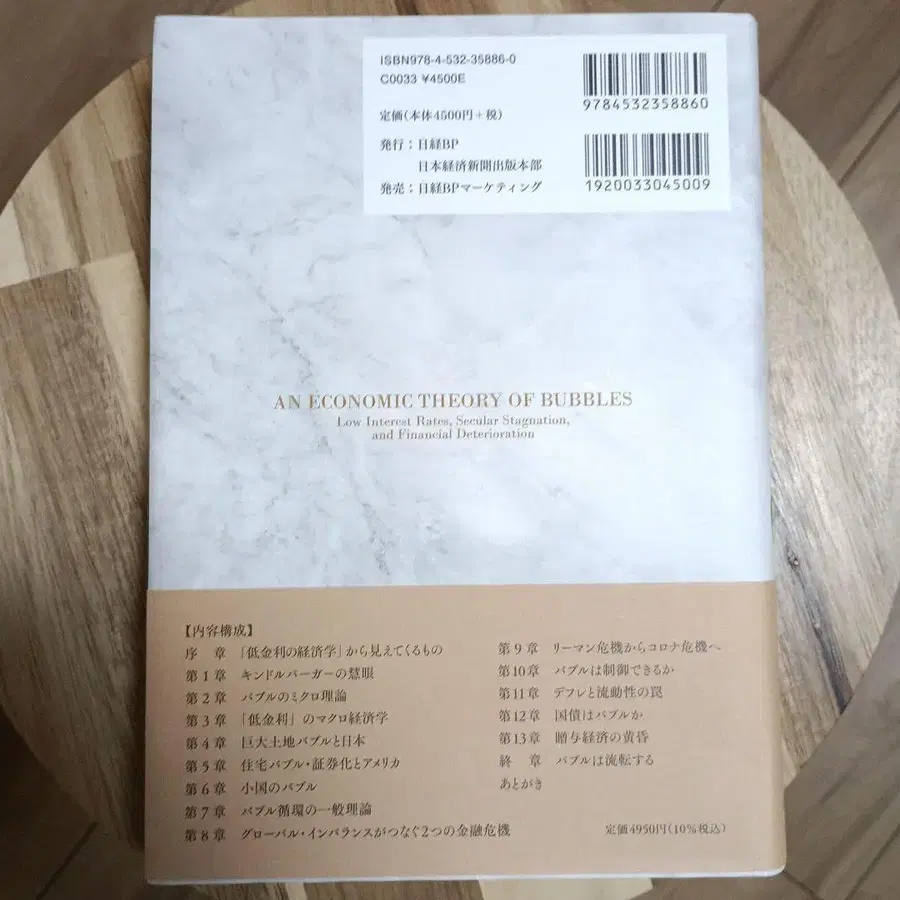 ISBN978-4-532-35886-0
C0033 ¥4500E
定価(本体4500円+税)
発行：日経BP
日本経済新聞出版本部
発売：日経BPマーケティング
9784532358860
1920033045009
AN ECONOMIC THEORY OF BUBBLES
Low Interest Rates, Secular Stagnation,
and Financial Deterioration
【内容構成】
序　章　「低金利の経済学」から見えてくるもの
第1章　キンドルバーガーの慧眼
第2章　バブルのミクロ理論
第3章　「低金利」のマクロ経済学
第4章　巨大土地バブルと日本
第5章　住宅バブル・証券化とアメリカ
第6章　小国のバブル
第7章　バブル循環の一般理論
第8章　グローバル・インバランスがつなぐ2つの金融危機
第9章　リーマン危機からコロナ危機へ
第10章　バブルは制御できるか
第11章　デフレと流動性の罠
第12章　国債はバブルか
第13章　贈与経済の黄昏
終　章　バブルは流転する
あとがき
定価4950円(10%税込)